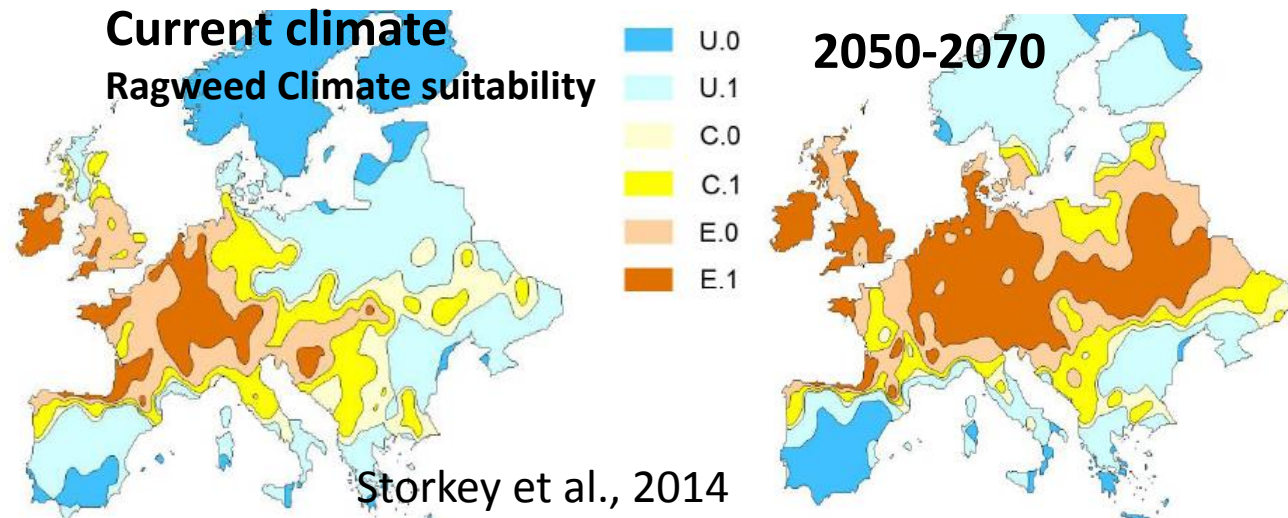 Current climate
Ragweed Climate suitability
U.0
U.1
C.0
C.1
E.0
E.1
2050-2070
Storkey et al., 2014